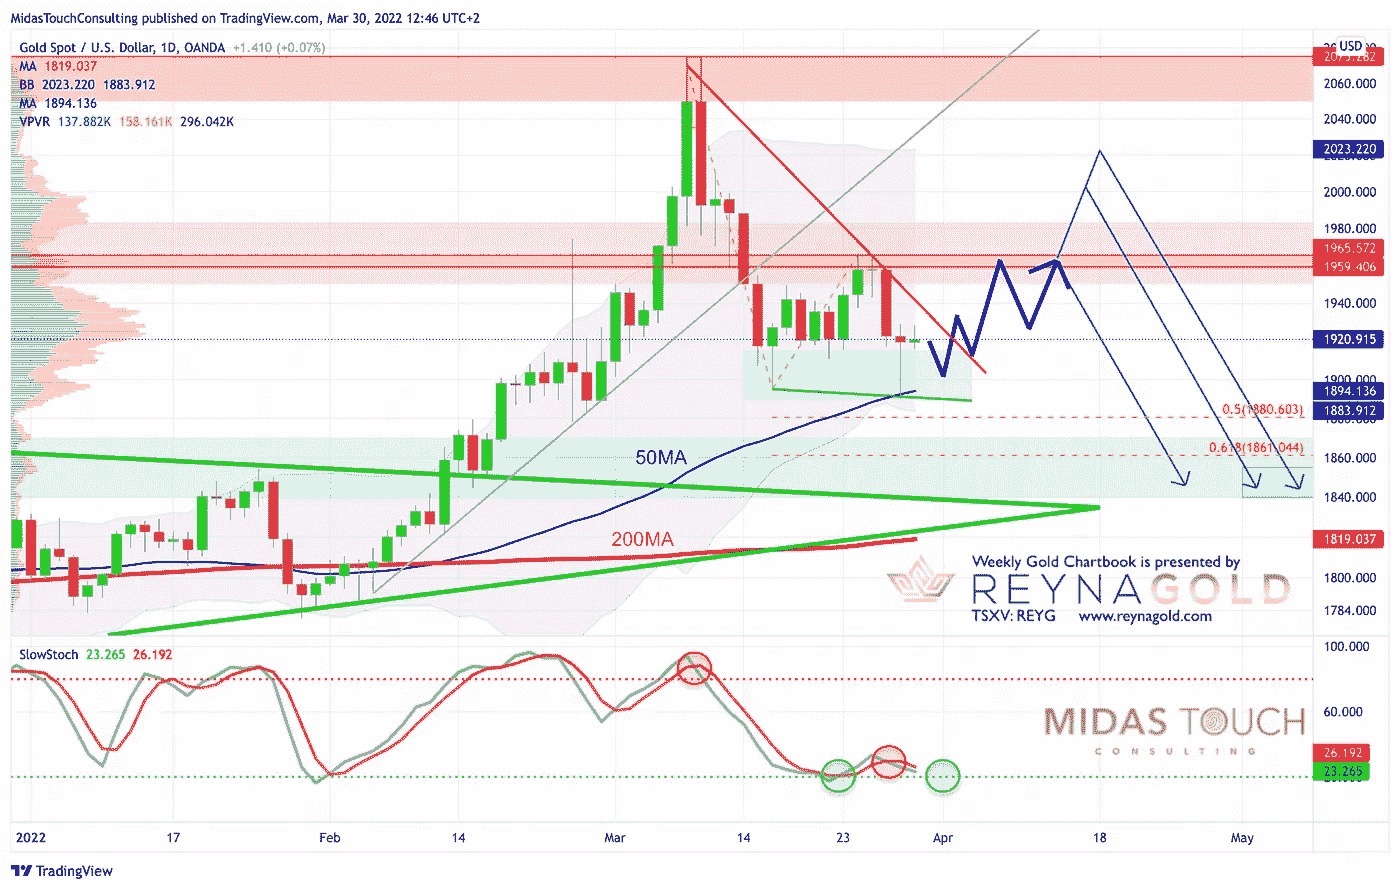 MidasTouchConsulting published on TradingView.com, Mar 30, 2022 12:46 UTC+2
Gold Spot / U.S. Dollar, 1D, OANDA +1.410 (+0.07%)
MA 1819.037
BB 2023.220 1883.912
MA 1894.136
VPVR 137.882K 158.161K 296.042K
USD
2060.000
2040.000
2023.220
2000.000
1980.000
1965.572
1959.406
1940.000
1920.915
1900.000
1894.136
1883.912
0.5(1880.603)
0.618(1861.044)
1860.000
1840.000
1819.037
1800.000
1784.000
50MA
200MA
Weekly Gold Chartbook is presented by
REYNAGOLD
TSXV: REYG www.reynagold.com
SlowStoch 23.265 26.192
100.000
60.000
26.192
23.265
MIDAS TOUCH
CONSULTING
2022 17 Feb 14 Mar 14 23 Apr 18 May
TradingView